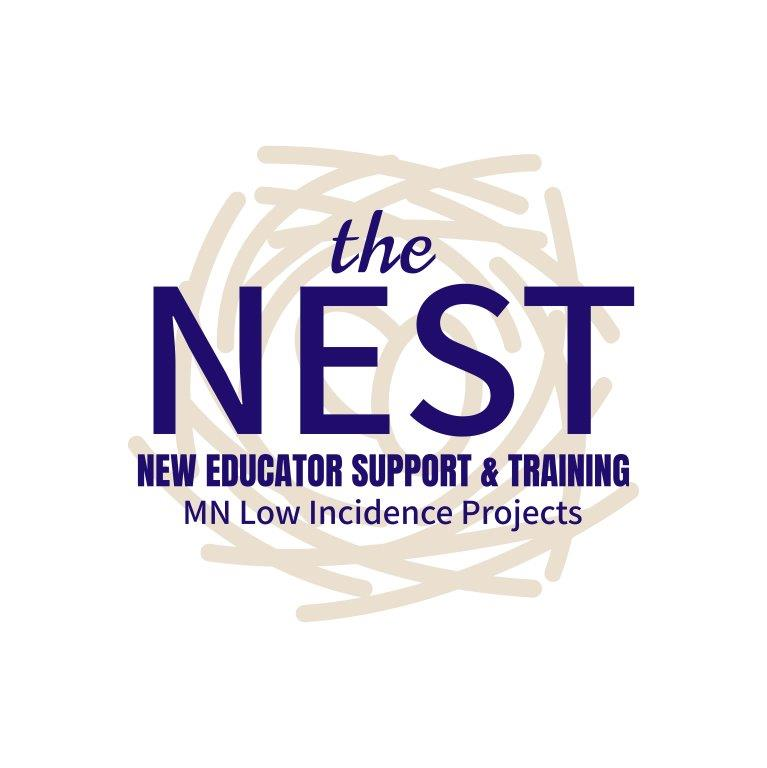 the
NEST
NEW EDUCATOR SUPPORT & TRAINING
MN Low Incidence Projects